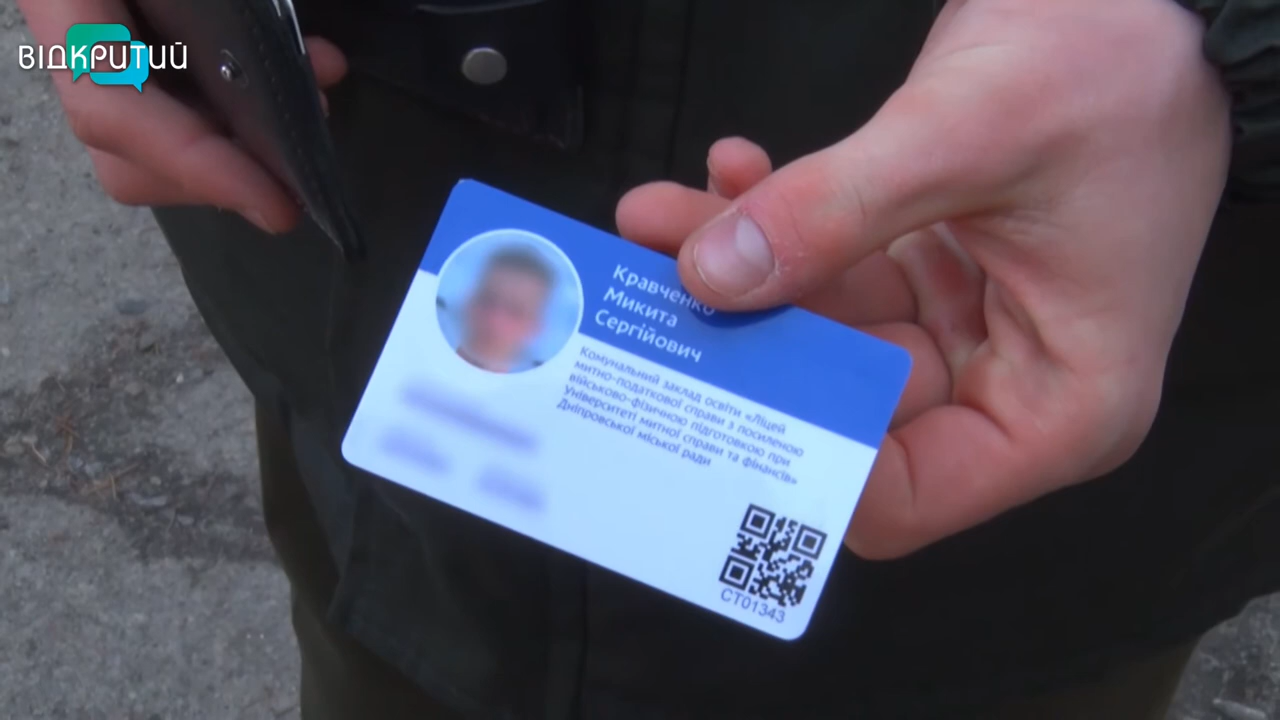 ВІДКРИТИЙ
Кравченко
Микита
Сергійович
Комунальний заклад освіти «Ліцей
митно-податкової справи з посиленою
військово-фізичною підготовкою при
Університеті митної справи та фінансів»
Дніпровської міської ради
СТ01343